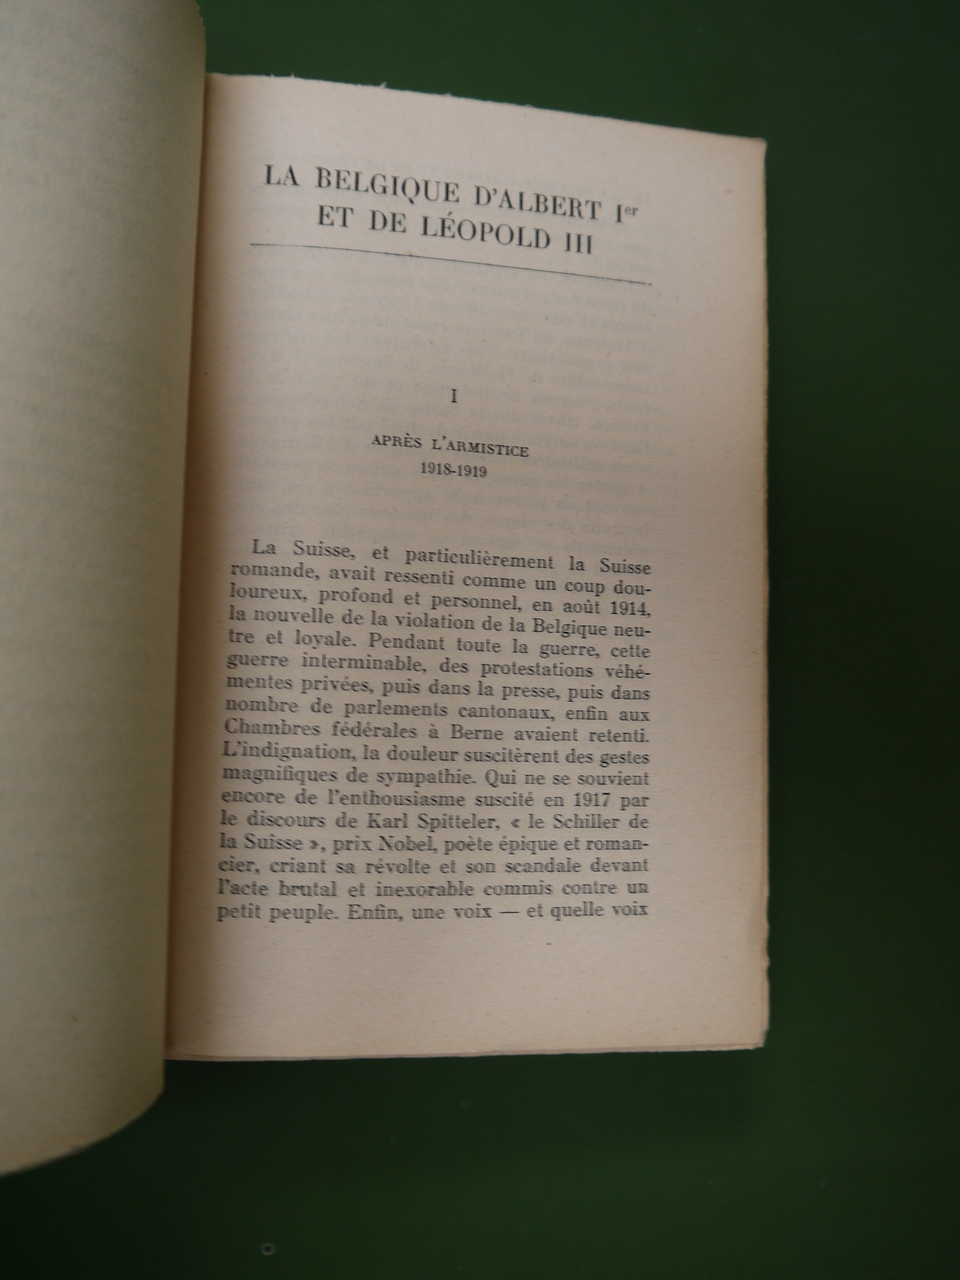 LA BELGIQUE D'ALBERT Ier
ET DE LÉOPOLD III
I
APRÈS L'ARMISTICE
1918-1919
La Suisse, et particulièrement la Suisse
romande, avait ressenti comme un coup dou-
loureux, profond et personnel, en août 1914,
la nouvelle de la violation de la Belgique neu-
tre et loyale. Pendant toute la guerre, cette
guerre interminable, des protestations véhé-
mentes privées, puis dans la presse, puis dans
nombre de parlements cantonaux, enfin aux
Chambres fédérales à Berne avaient retenti.
L'indignation, la douleur suscitèrent des gestes
magnifiques de sympathie. Qui ne se souvient
encore de l'enthousiasme suscité en 1917 par
le discours de Karl Spitteler, « le Schiller de
la Suisse », prix Nobel, poète épique et roman-
cier, criant sa révolte et son scandale devant
l'acte brutal et inexorable commis contre un
petit peuple. Enfin, une voix — et quelle voix